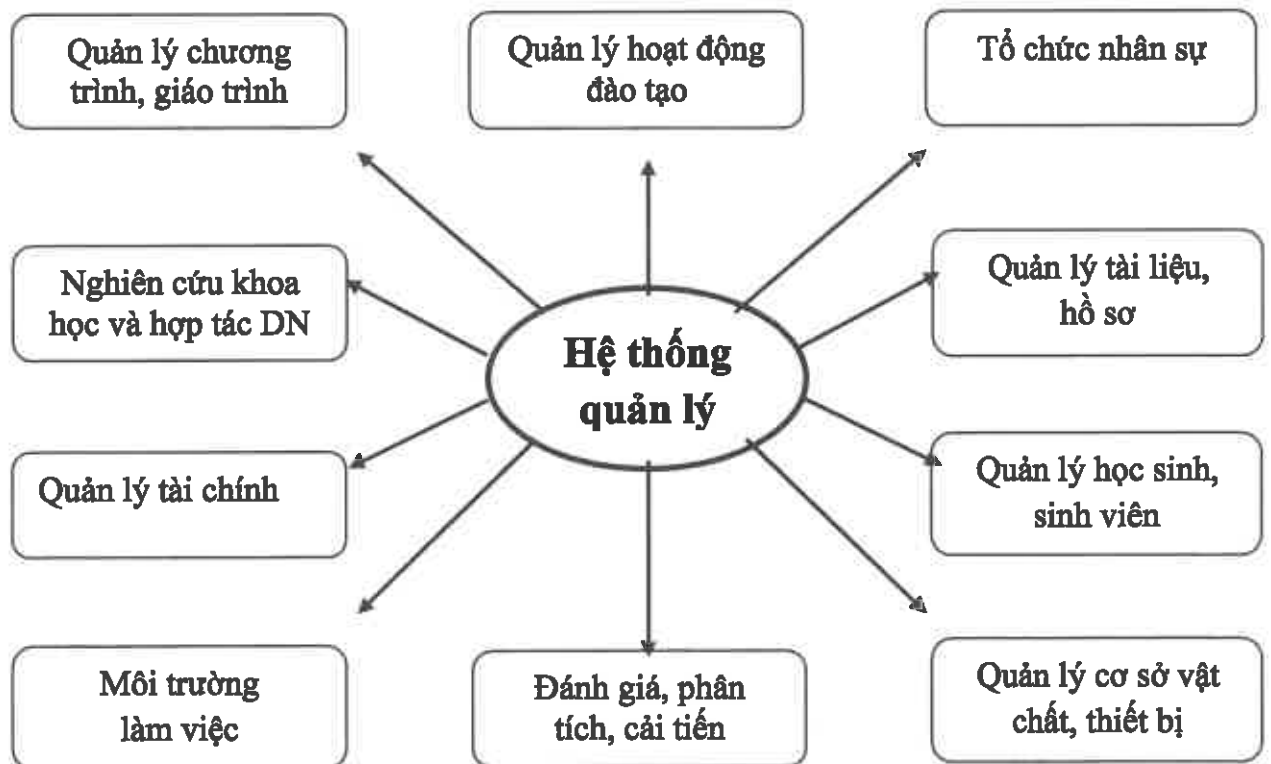 Quản lý chương
trình, giáo trình
Quản lý hoạt động
đào tạo
Tổ chức nhân sự
Nghiên cứu khoa
học và hợp tác DN
Quản lý tài liệu,
hồ sơ
Hệ thống
quản lý
Quản lý tài chính
Quản lý học sinh,
sinh viên
Môi trường
làm việc
Đánh giá, phân
tích, cải tiến
Quản lý cơ sở vật
chất, thiết bị